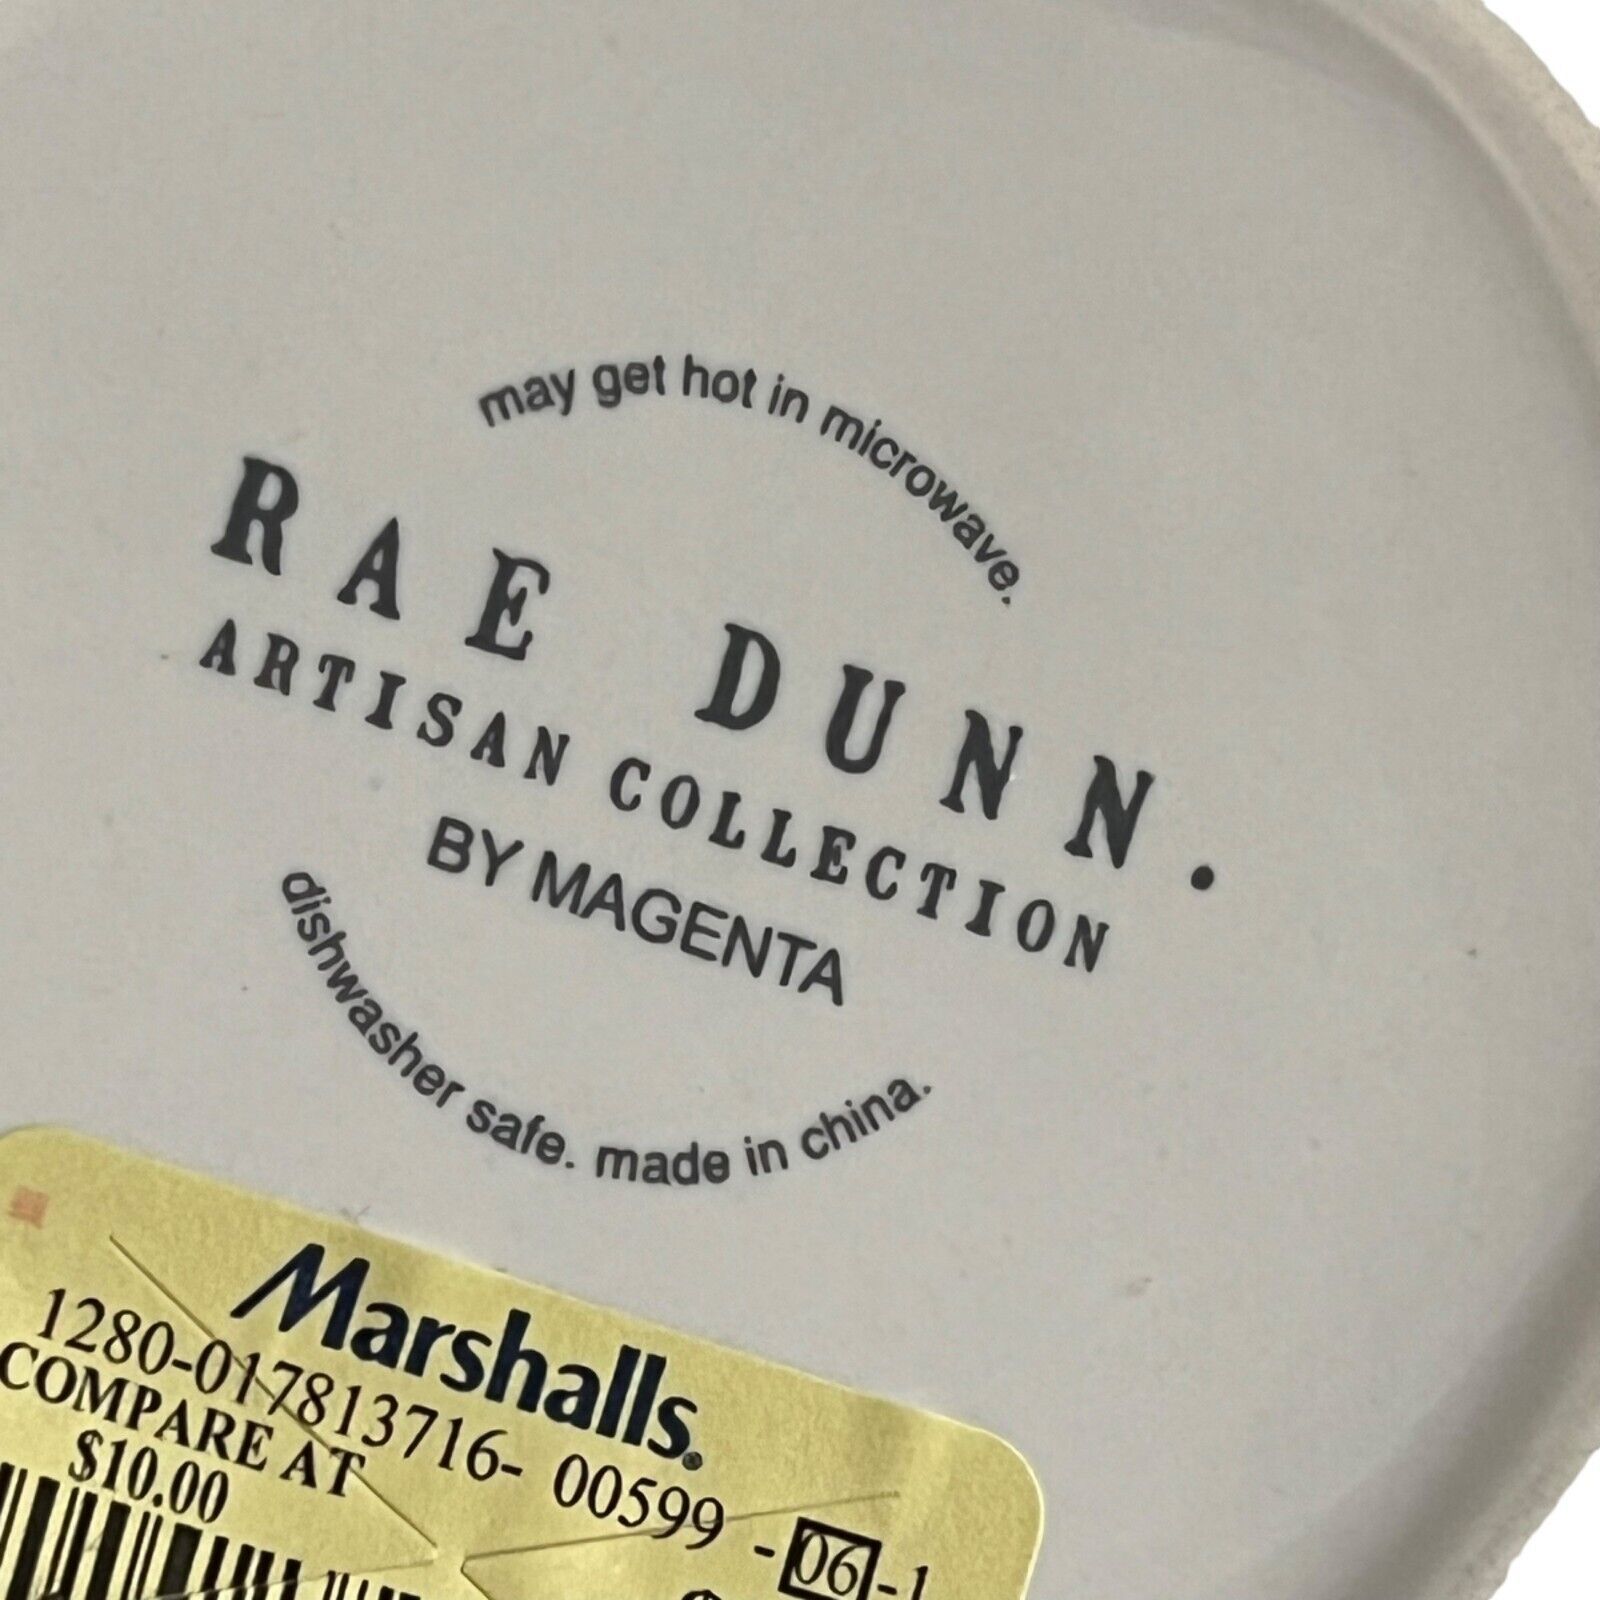 may get hot in microwave.
RAE DUNN.
ARTISAN COLLECTION
BY MAGENTA
dishwasher safe. made in china.
Marshalls®
1280-017813716- 00599 -06-1
COMPARE AT
$10.00